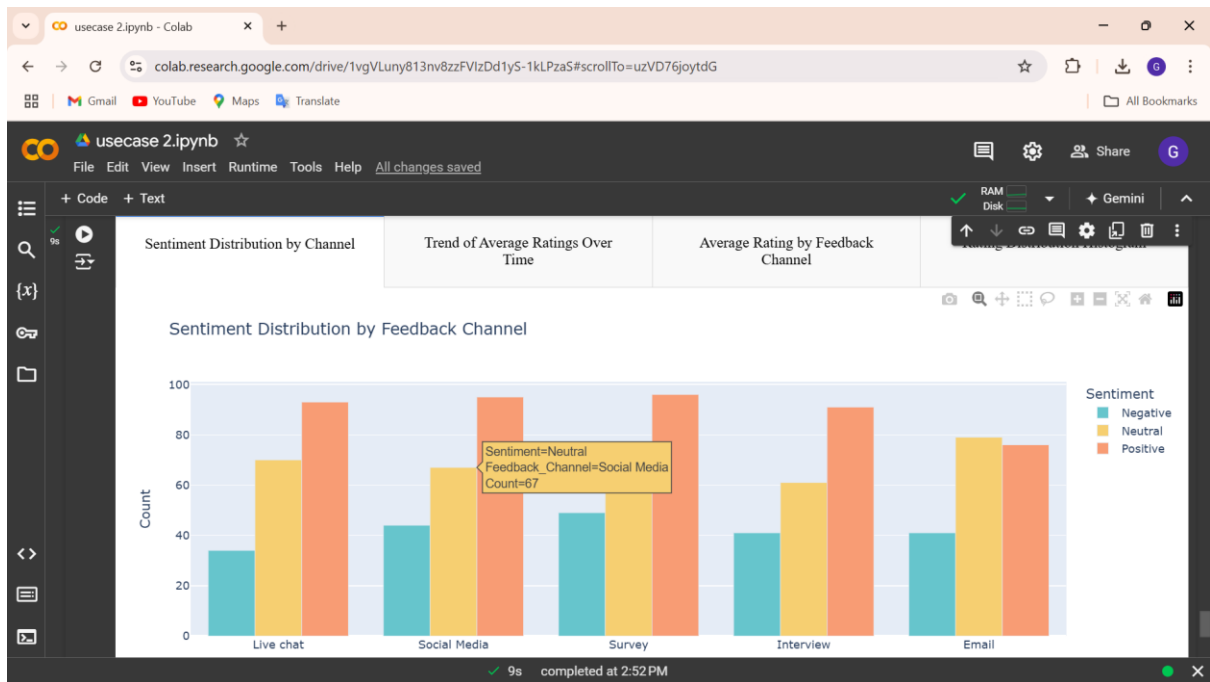 usecase 2.ipynb - Colab
colab.research.google.com/drive/1vgVLuny813nv8zzFVIzDd1yS-1kLPzaS#scrollTo=uzVD76joytdG
G
Gmail YouTube Maps Translate
All Bookmarks
usecase 2.ipynb
File Edit View Insert Runtime Tools Help All changes saved
Share
G
+ Code + Text
RAM
Disk
Gemini
9s
Sentiment Distribution by Channel
Trend of Average Ratings Over
Time
Average Rating by Feedback
Channel
Rating Distribution Histogram
{x}
Sentiment Distribution by Feedback Channel
Sentiment
Negative
Neutral
Positive
Count
100
80
60
40
20
0
Sentiment=Neutral
Feedback_Channel=Social Media
Count=67
Live chat
Social Media
Survey
Interview
Email
9s completed at 2:52 PM